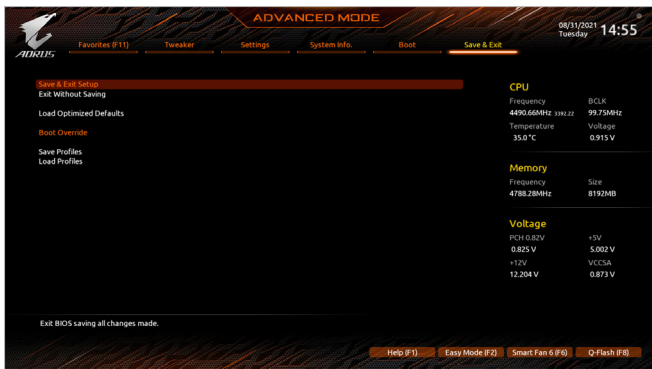 ADVANCED MODE
08/31/2021 Tuesday 14:55
AORUS
Favorites (F11) Tweaker Settings System Info. Boot Save & Exit
Save & Exit Setup
Exit Without Saving
Load Optimized Defaults
Boot Override
Save Profiles
Load Profiles
CPU
Frequency BCLK
4490.66MHz 3392.22 99.75MHz
Temperature Voltage
35.0 °C 0.915 V
Memory
Frequency Size
4788.28MHz 8192MB
Voltage
PCH 0.82V +5V
0.825 V 5.002 V
+12V VCCSA
12.204 V 0.873 V
Exit BIOS saving all changes made.
Help (F1) Easy Mode (F2) Smart Fan 6 (F6) Q-Flash (F8)